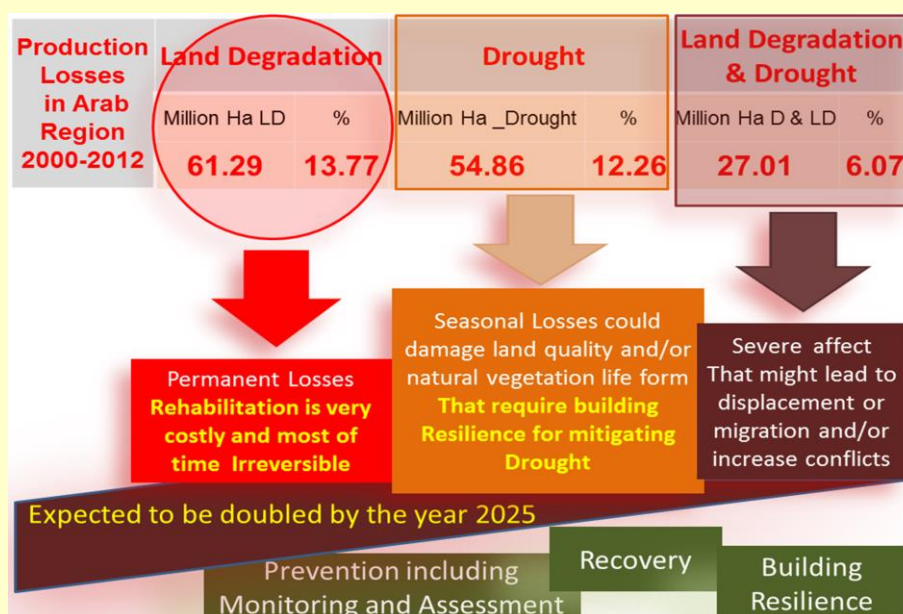 Production
Losses
in Arab
Region
2000-2012
Land Degradation
Million Ha LD %
61.29 13.77
Drought
Million Ha _Drought %
54.86 12.26
Land Degradation
& Drought
Million Ha D & LD %
27.01 6.07
Permanent Losses
Rehabilitation is very
costly and most of
time Irreversible
Seasonal Losses could
damage land quality and/or
natural vegetation life form
That require building
Resilience for mitigating
Drought
Severe affect
That might lead to
displacement or
migration and/or
increase conflicts
Expected to be doubled by the year 2025
Prevention including
Monitoring and Assessment
Recovery
Building
Resilience